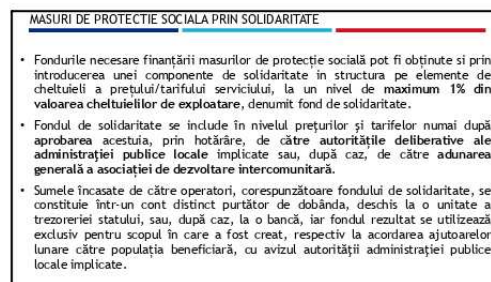 MASURI DE PROTECTIE SOCIALA PRIN SOLIDARITATE
• Fondurile necesare finanțării masurilor de protecție socială pot fi obținute si prin
introducerea unei componente de solidaritate in structura pe elemente de
cheltuieli a prețului/tarifului serviciului, la un nivel de maximum 1% din
valoarea cheltuielilor de exploatare, denumit fond de solidaritate.
• Fondul de solidaritate se include în nivelul prețurilor și tarifelor numai după
aprobarea acestuia, prin hotărâre, de către autoritățile deliberative ale
administrației publice locale implicate sau, după caz, de către adunarea
generală a asociației de dezvoltare intercomunitară.
• Sumele încasate de către operatori, corespunzătoare fondului de solidaritate, se
constituie într-un cont distinct purtător de dobânda, deschis la o unitate a
trezoreriei statului, sau, după caz, la o bancă, iar fondul rezultat se utilizează
exclusiv pentru scopul în care a fost creat, respectiv la acordarea ajutoarelor
lunare către populația beneficiară, cu avizul autorității administrației publice
locale implicate.